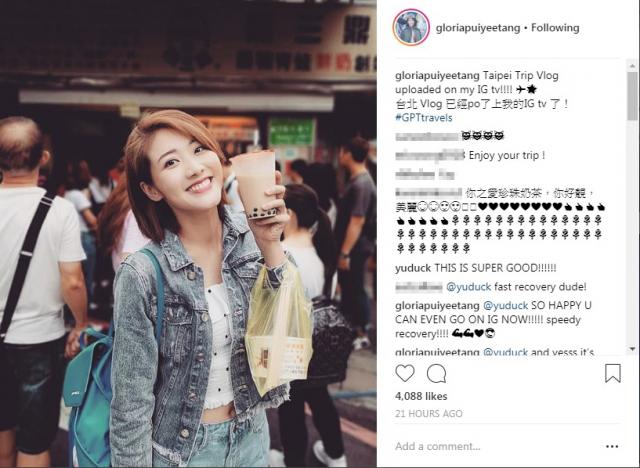 gloriapuiyeetang • Following
gloriapuiyeetang Taipei Trip Vlog
uploaded on my IG tv!!!! ✈★
台北 Vlog 已經po了上我的IG tv 了！
#GPTtravels
Enjoy your trip !
你之愛珍珠奶茶，你好靚，
美麗
yuduck THIS IS SUPER GOOD!!!!!!
@yuduck fast recovery dude!
gloriapuiyeetang @yuduck SO HAPPY U
CAN EVEN GO ON IG NOW!!!!! speedy
recovery!!!!
gloriapuiyeetang @yuduck and yesss it's
4,088 likes
21 HOURS AGO
Add a comment...